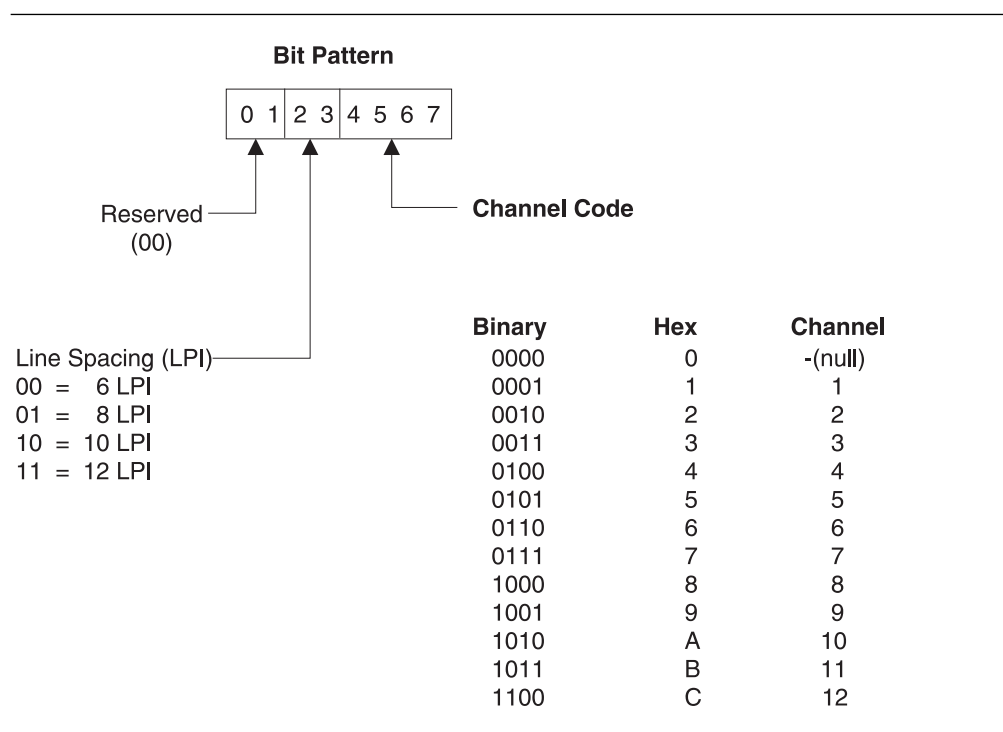 Bit Pattern
0 1 2 3 4 5 6 7
Reserved
(00)
Channel Code
Line Spacing (LPI)
00 = 6 LPI
01 = 8 LPI
10 = 10 LPI
11 = 12 LPI
Binary Hex Channel
0000 0 -(null)
0001 1 1
0010 2 2
0011 3 3
0100 4 4
0101 5 5
0110 6 6
0111 7 7
1000 8 8
1001 9 9
1010 A 10
1011 B 11
1100 C 12